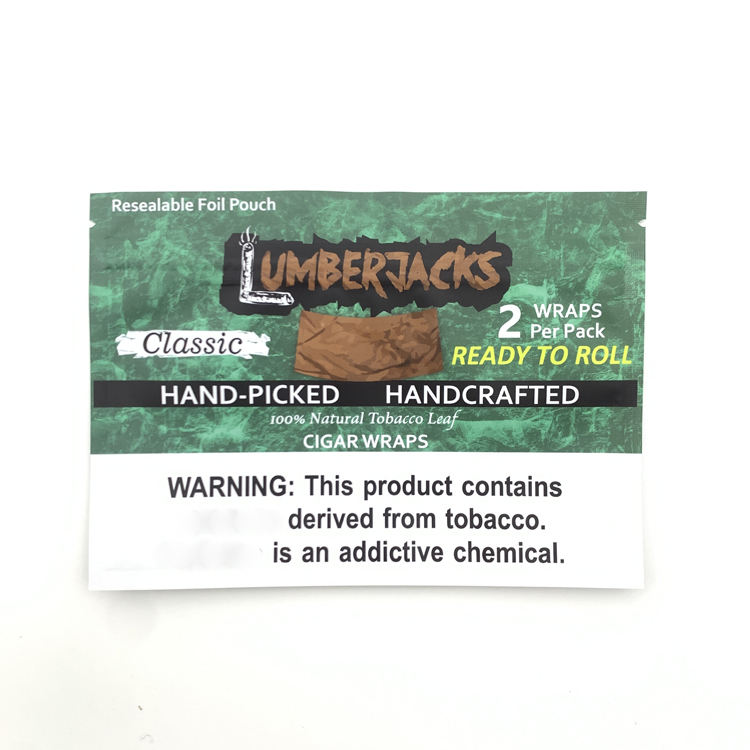 Resealable Foil Pouch
LUMBERJACKS
2 WRAPS
Per Pack
Classic
READY TO ROLL
HAND-PICKED HANDCRAFTED
100% Natural Tobacco Leaf
CIGAR WRAPS
WARNING: This product contains
derived from tobacco.
is an addictive chemical.